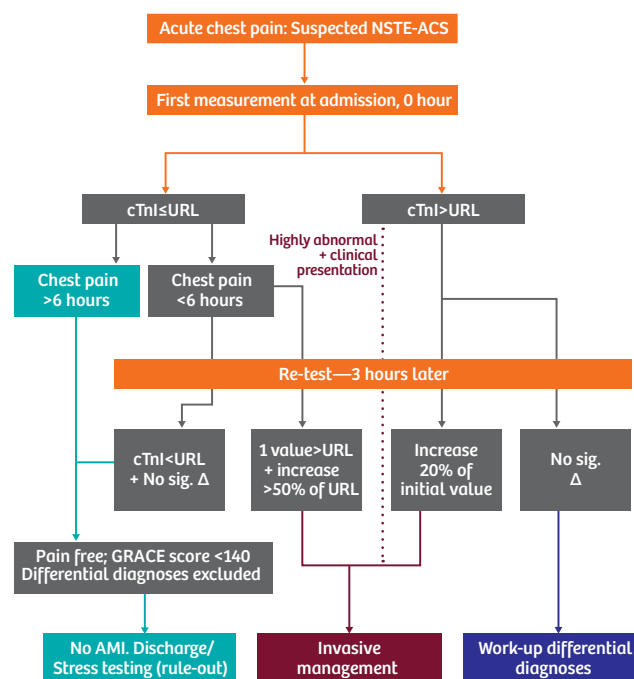 Acute chest pain: Suspected NSTE-ACS
First measurement at admission, 0 hour
cTnI≤URL
cTnI>URL
Highly abnormal
+ clinical
presentation
Chest pain
>6 hours
Chest pain
<6 hours
Re-test—3 hours later
cTnI<URL
+ No sig. Δ
1 value>URL
+ increase
>50% of URL
Increase
20% of
initial value
No sig.
Δ
Pain free; GRACE score <140
Differential diagnoses excluded
No AMI. Discharge/
Stress testing (rule-out)
Invasive
management
Work-up differential
diagnoses